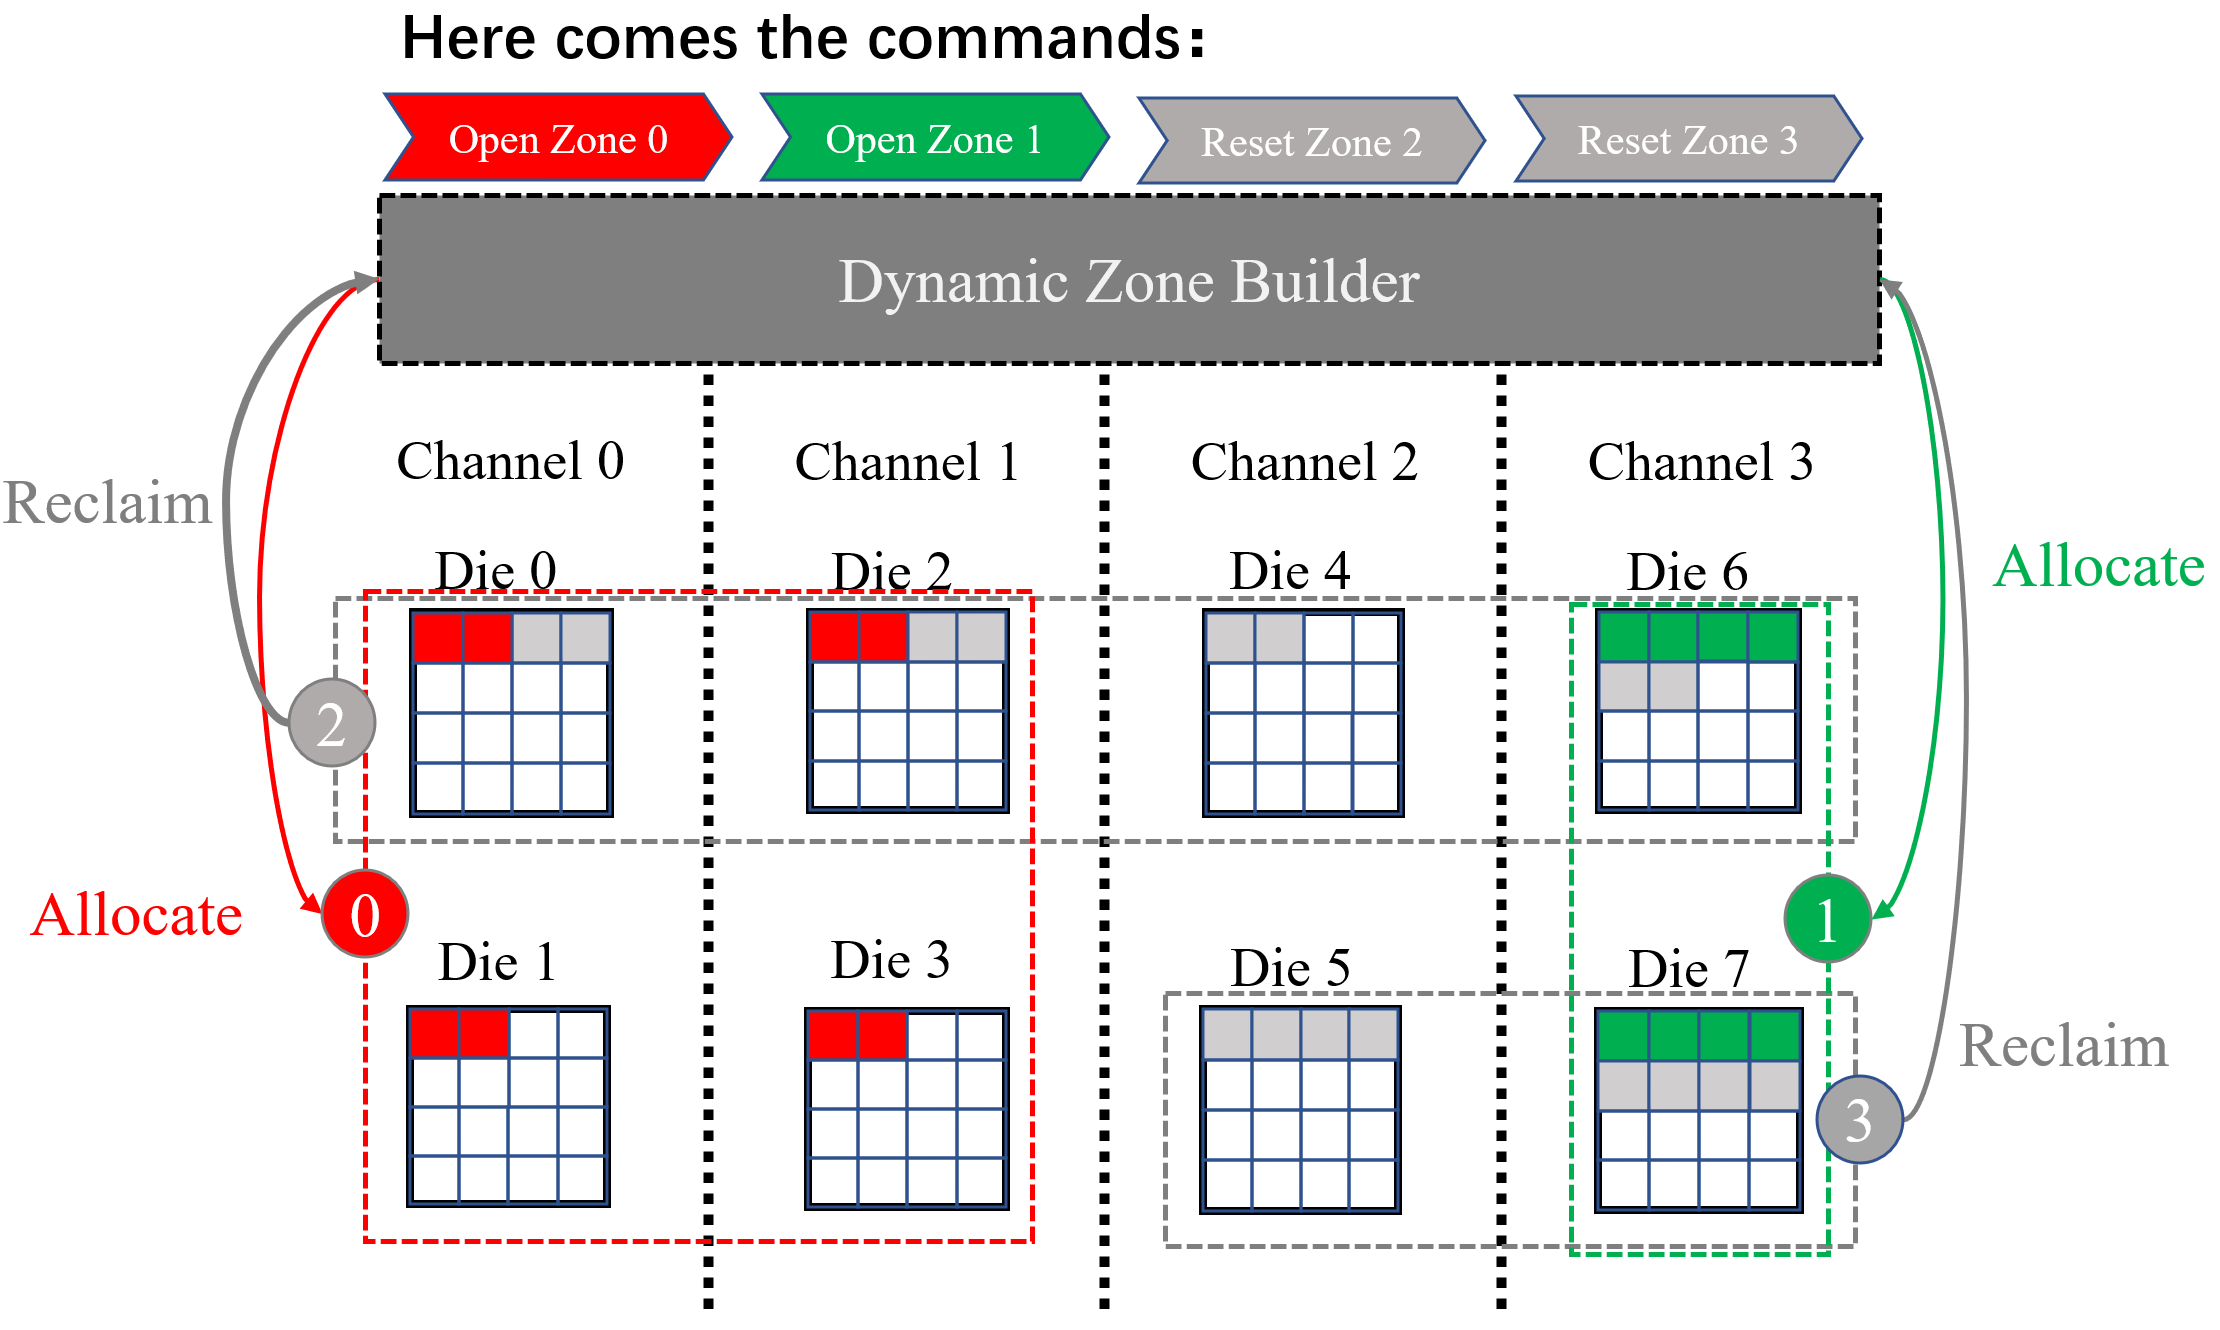 Here comes the commands:
Open Zone 0
Open Zone 1
Reset Zone 2
Reset Zone 3
Dynamic Zone Builder
Channel 0
Channel 1
Channel 2
Channel 3
Reclaim
Die 0
Die 2
Die 4
Die 6
Allocate
2
Allocate
0
1
Die 1
Die 3
Die 5
Die 7
Reclaim
3